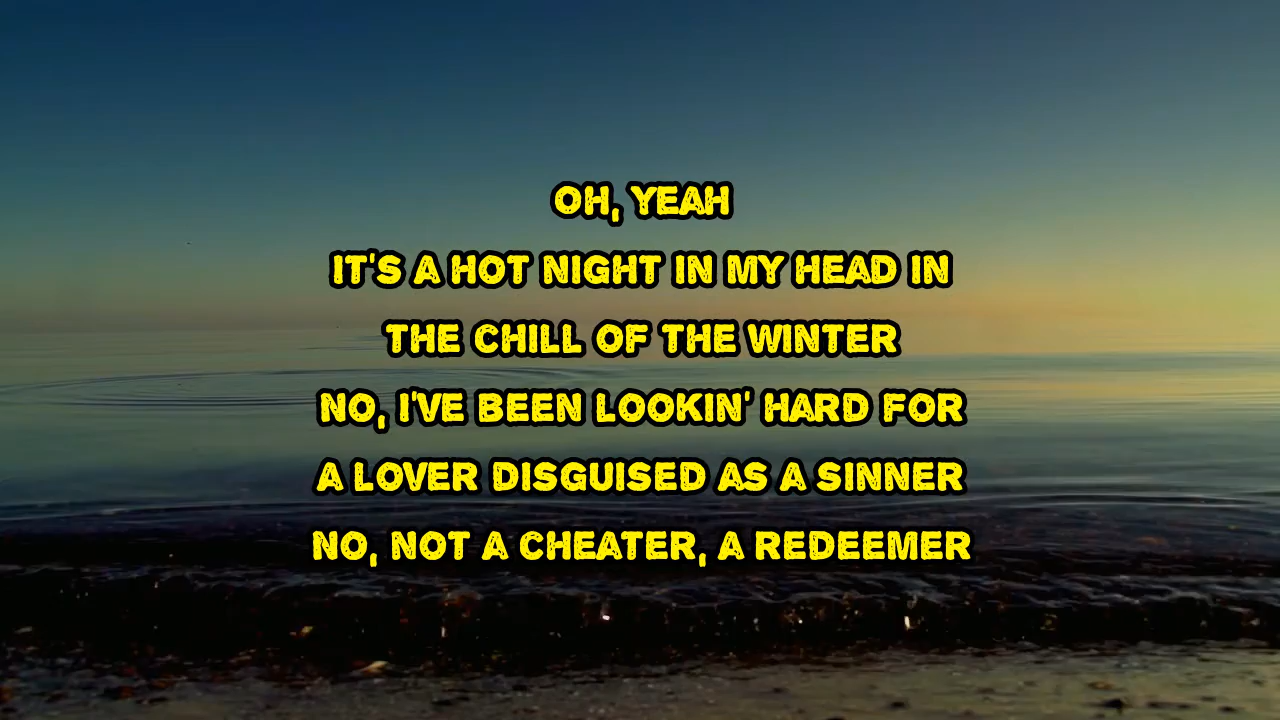 OH, YEAH
IT'S A HOT NIGHT IN MY HEAD IN
THE CHILL OF THE WINTER
NO, I'VE BEEN LOOKIN' HARD FOR
A LOVER DISGUISED AS A SINNER
NO, NOT A CHEATER, A REDEEMER